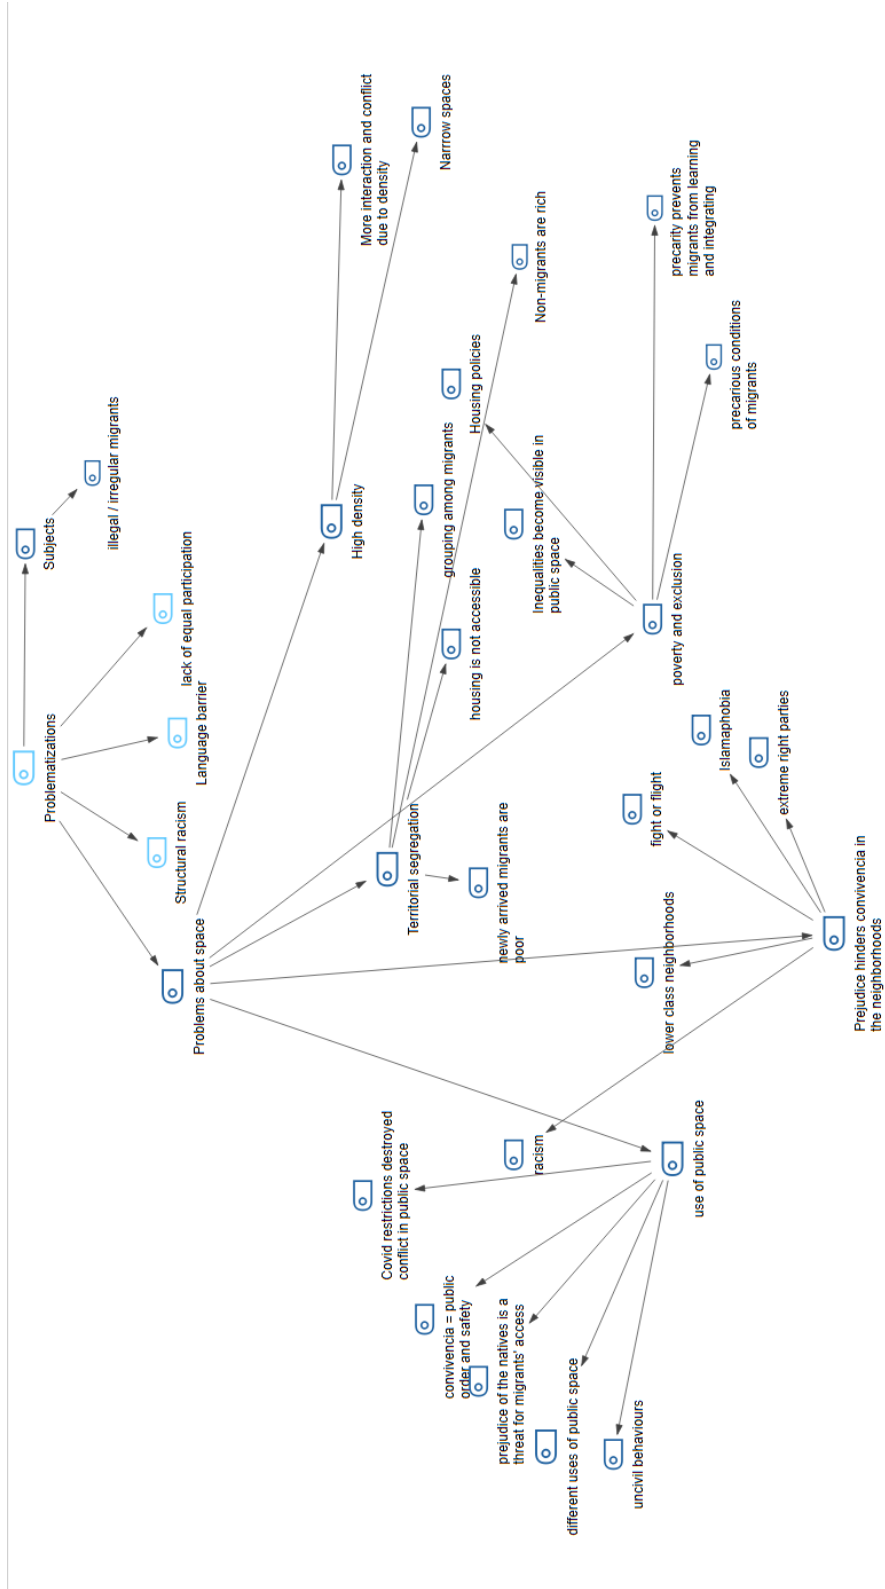 Problematizations
Subjects
illegal / irregular migrants
lack of equal participation
Language barrier
Structural racism
Problems about space
High density
More interaction and conflict
due to density
Narrrow spaces
Territorial segregation
grouping among migrants
Non-migrants are rich
housing is not accessible
newly arrived migrants are
poor
poverty and exclusion
Housing policies
Inequalities become visible in
public space
precarity prevents
migrants from learning
and integrating
precarious conditions
of migrants
Prejudice hinders convivencia in
the neighborhoods
fight or flight
Islamaphobia
extreme right parties
lower class neighborhoods
racism
use of public space
Covid restrictions destroyed
conflict in public space
convivencia = public
order and safety
prejudice of the natives is a
threat for migrants' access
different uses of public space
uncivil behaviours